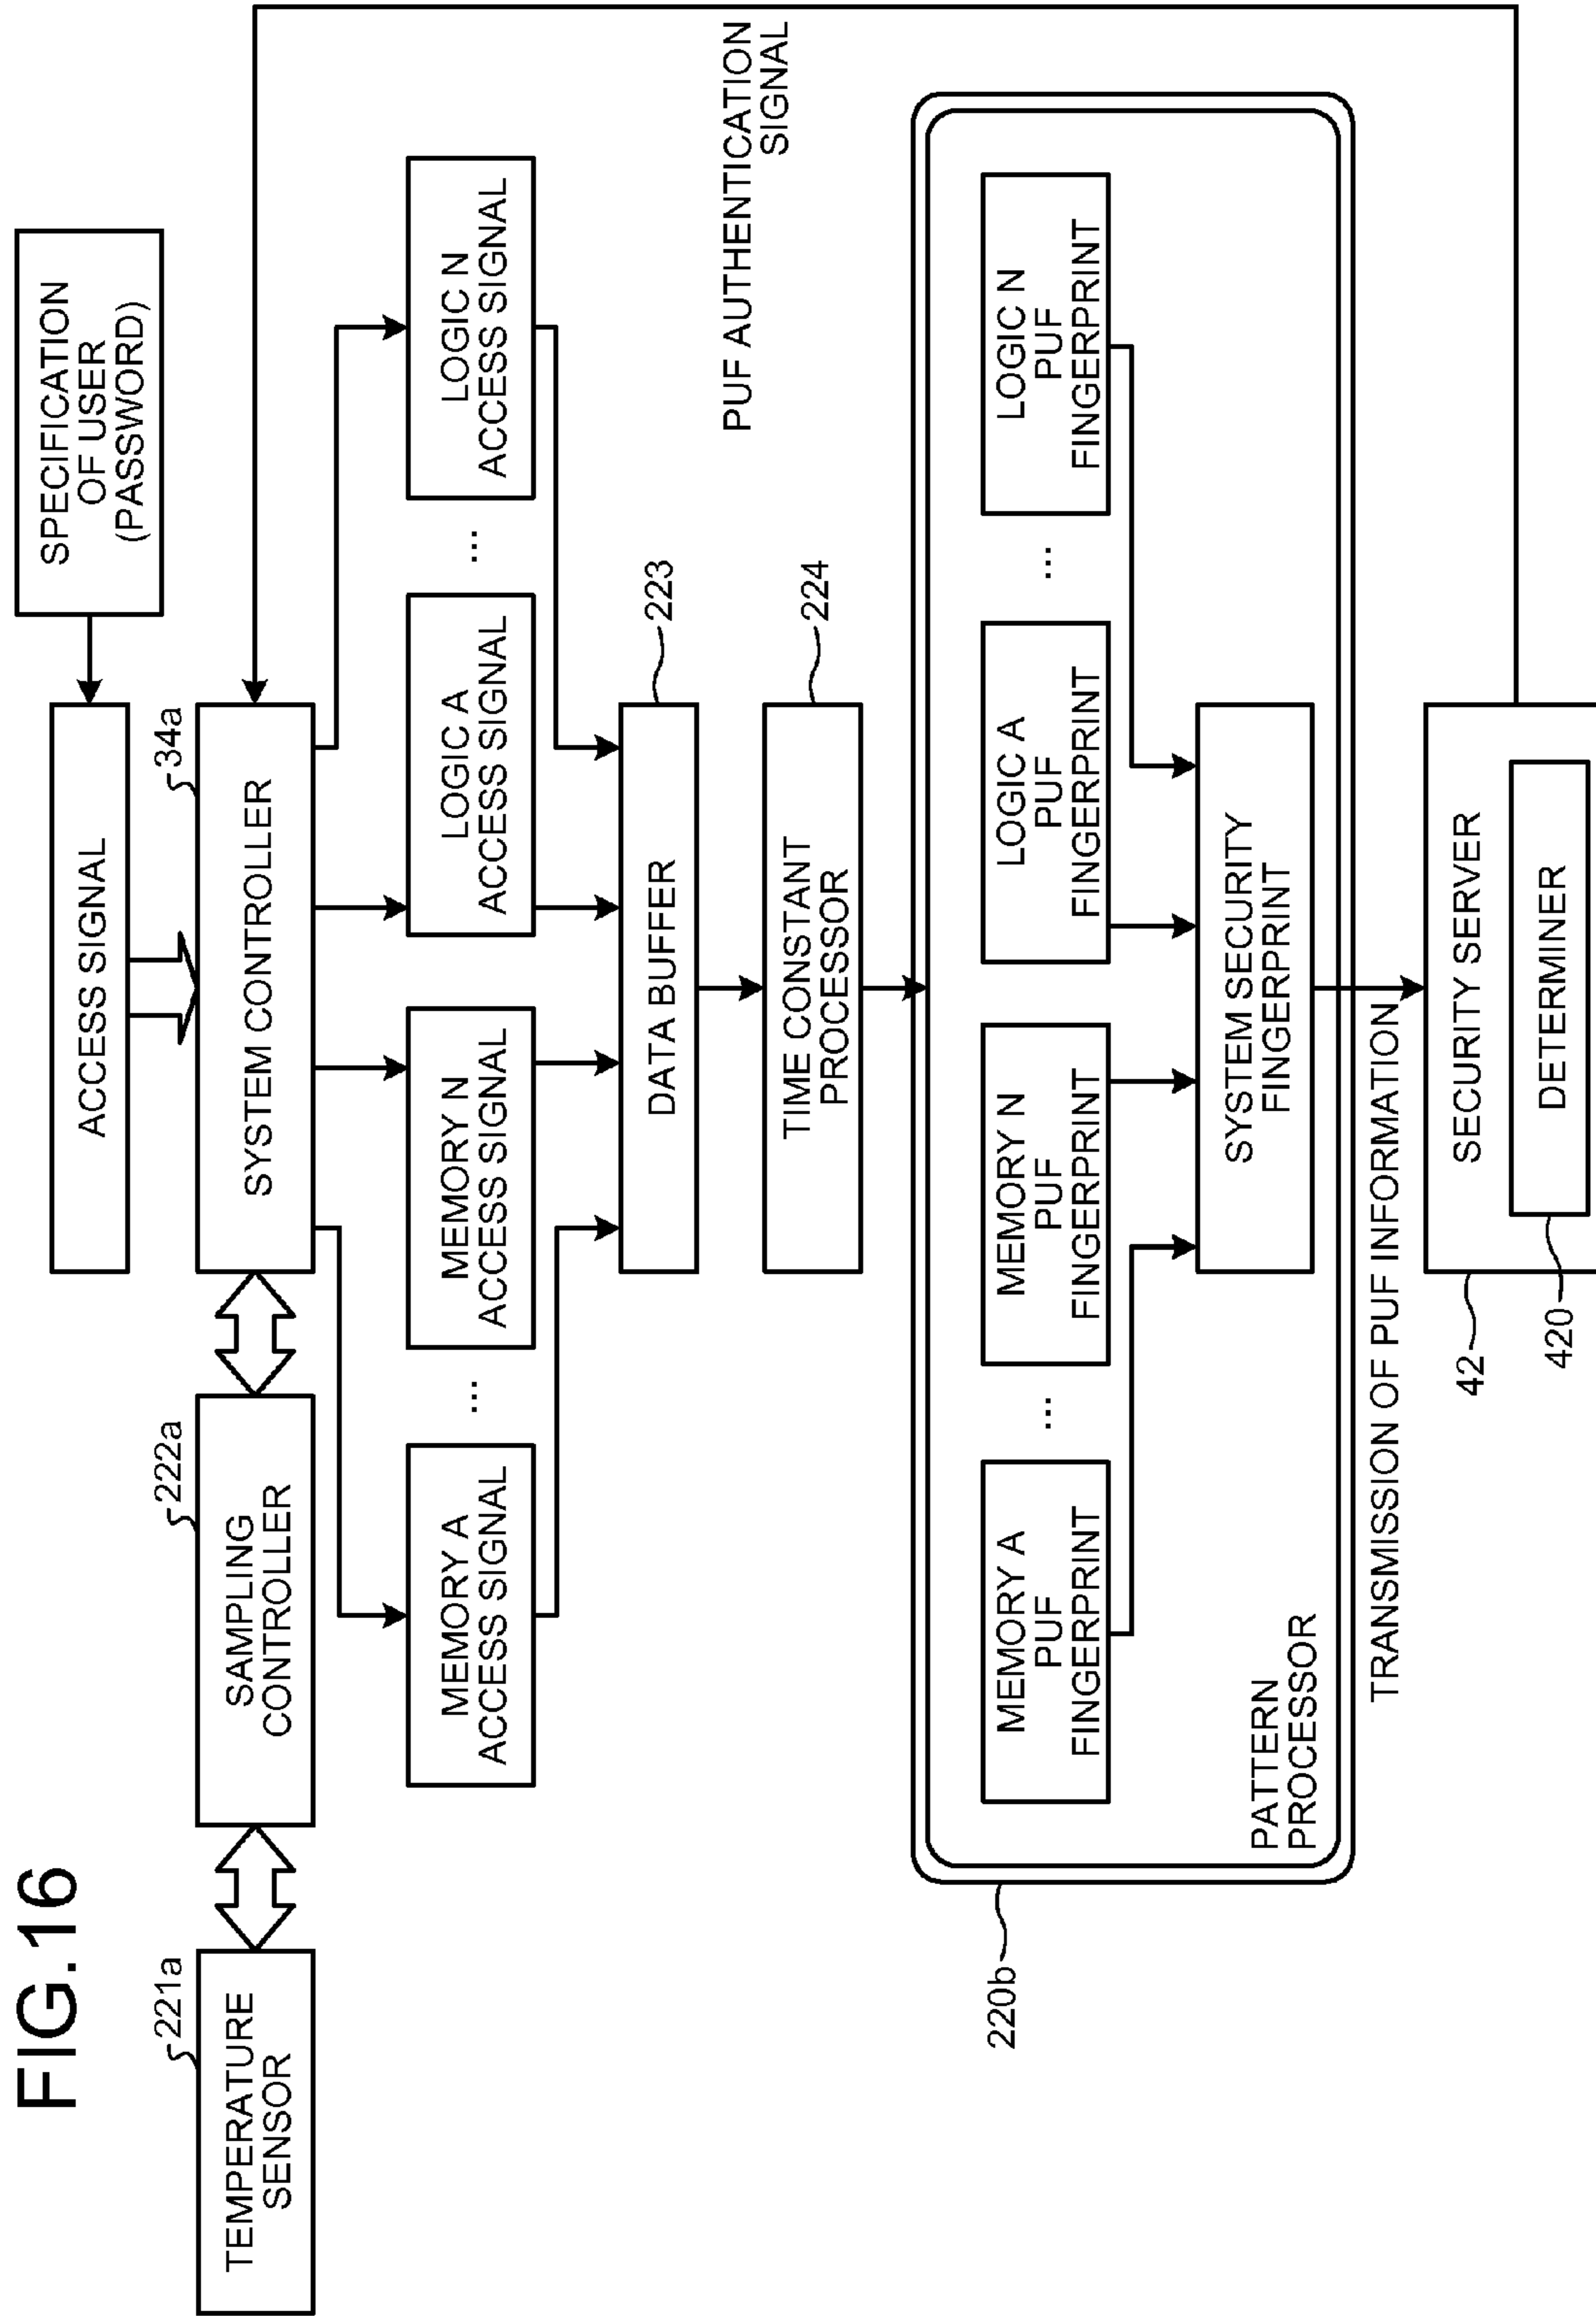 FIG.16
SPECIFICATION
OF USER
(PASSWORD)
ACCESS SIGNAL
221a
222a
34a
TEMPERATURE
SENSOR
SAMPLING
CONTROLLER
SYSTEM CONTROLLER
MEMORY A
ACCESS SIGNAL
...
MEMORY N
ACCESS SIGNAL
LOGIC A
ACCESS SIGNAL
...
LOGIC N
ACCESS SIGNAL
DATA BUFFER
223
PUF AUTHENTICATION
SIGNAL
TIME CONSTANT
PROCESSOR
224
220b
MEMORY A
PUF
FINGERPRINT
...
MEMORY N
PUF
FINGERPRINT
LOGIC A
PUF
FINGERPRINT
...
LOGIC N
PUF
FINGERPRINT
PATTERN
PROCESSOR
SYSTEM SECURITY
FINGERPRINT
TRANSMISSION OF PUF INFORMATION
42
SECURITY SERVER
420
DETERMINER